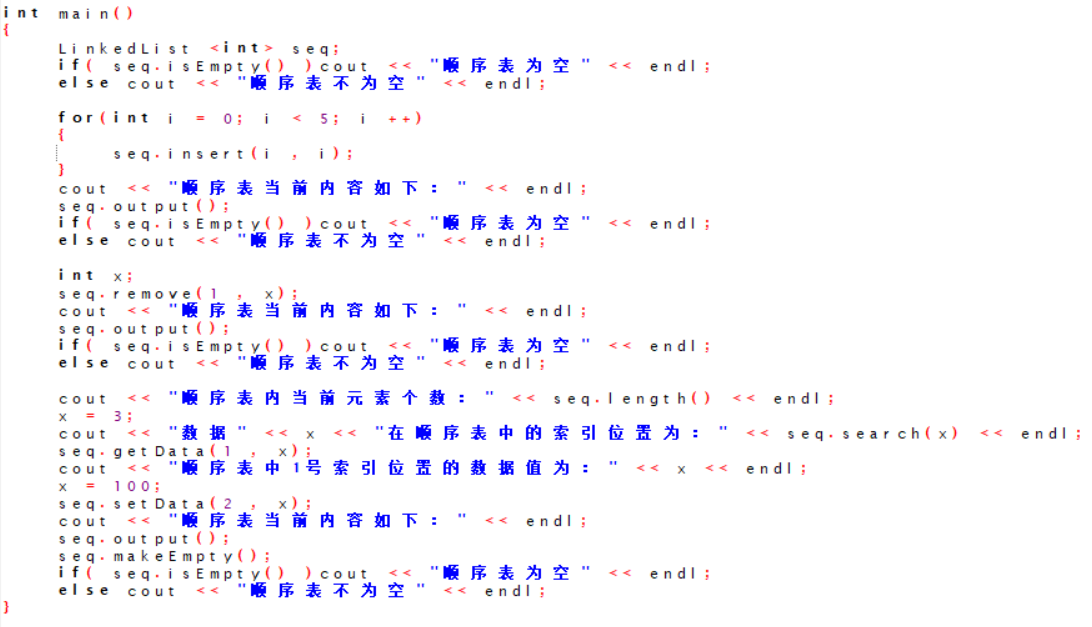 int main()
{
LinkedList <int> seq;
if( seq.isEmpty() )cout << "顺序表为空" << endl;
else cout << "顺序表不为空" << endl;
for(int i = 0; i < 5; i ++)
{
seq.insert(i , i);
}
cout << "顺序表当前内容如下：" << endl;
seq.output();
if( seq.isEmpty() )cout << "顺序表为空" << endl;
else cout << "顺序表不为空" << endl;
int x;
seq.remove(1 , x);
cout << "顺序表当前内容如下：" << endl;
seq.output();
if( seq.isEmpty() )cout << "顺序表为空" << endl;
else cout << "顺序表不为空" << endl;
cout << "顺序表内当前元素个数：" << seq.length() << endl;
x = 3;
cout << "数据" << x << "在顺序表中的索引位置为：" << seq.search(x) << endl;
seq.getData(1 , x);
cout << "顺序表中1号索引位置的数据值为：" << x << endl;
x = 100;
seq.setData(2 , x);
cout << "顺序表当前内容如下：" << endl;
seq.output();
seq.makeEmpty();
if( seq.isEmpty() )cout << "顺序表为空" << endl;
else cout << "顺序表不为空" << endl;
}